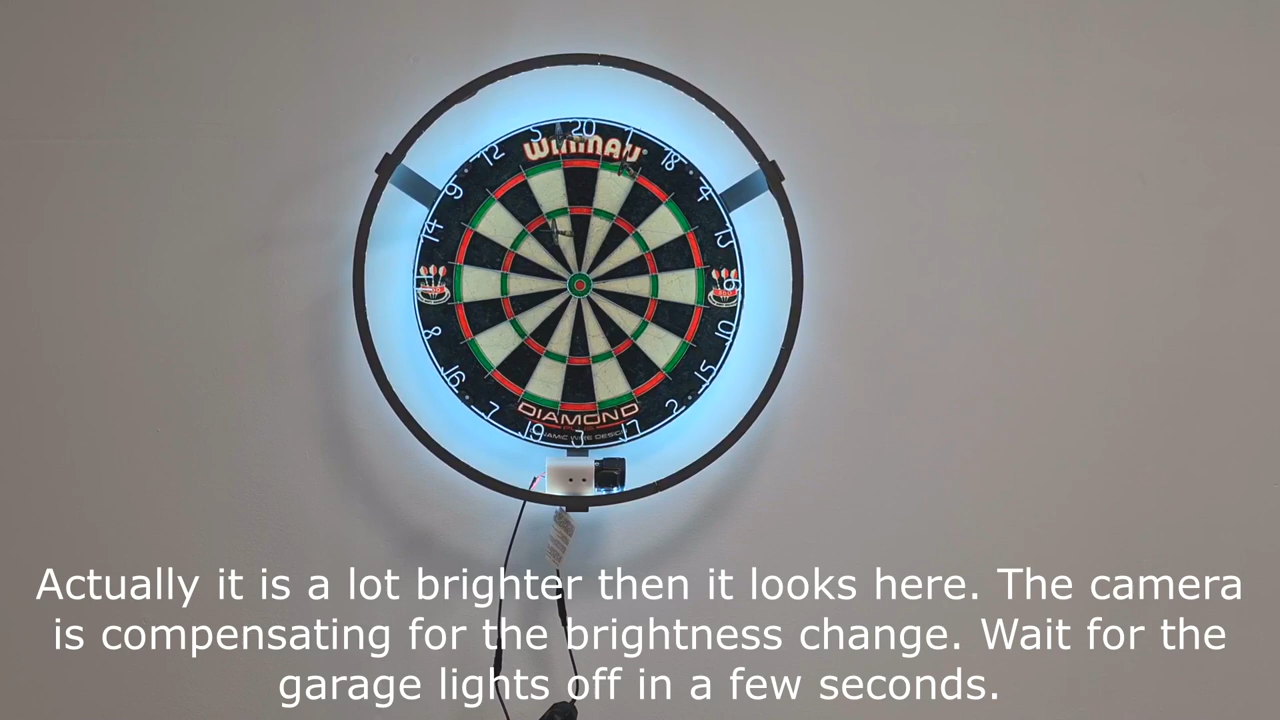 20
5 1
12 18
WINMAU
9 4
14 13
6
8 10
16 15
7 2
DIAMOND
PLUS
19 3 17
Actually it is a lot brighter then it looks here. The camera
is compensating for the brightness change. Wait for the
garage lights off in a few seconds.